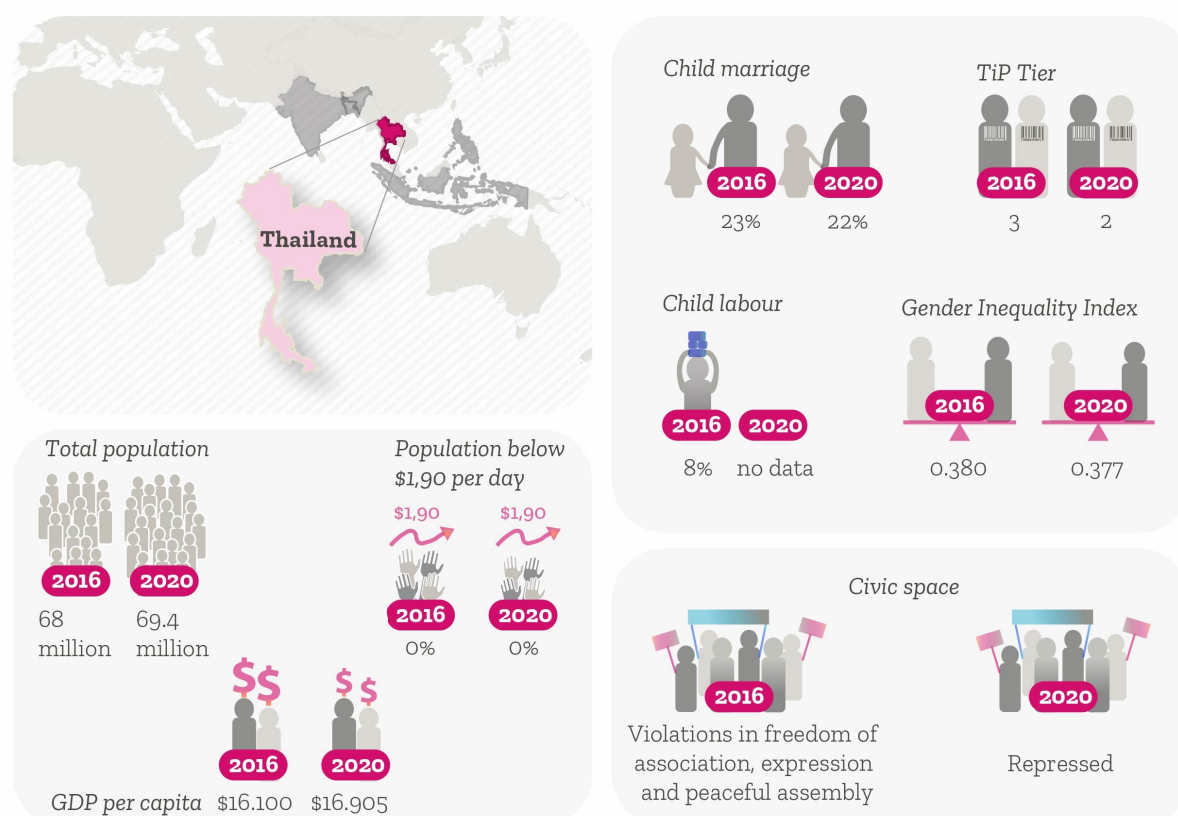 Thailand
Total population
2016
2020
68
million
69.4
million
Population below
$1,90 per day
$1,90
$1,90
2016
2020
0%
0%
2016
2020
GDP per capita
$16.100
$16.905
Child marriage
2016
2020
23%
22%
TiP Tier
2016
2020
3
2
Child labour
2016
2020
8%
no data
Gender Inequality Index
2016
2020
0.380
0.377
Civic space
2016
2020
Violations in freedom of
association, expression
and peaceful assembly
Repressed